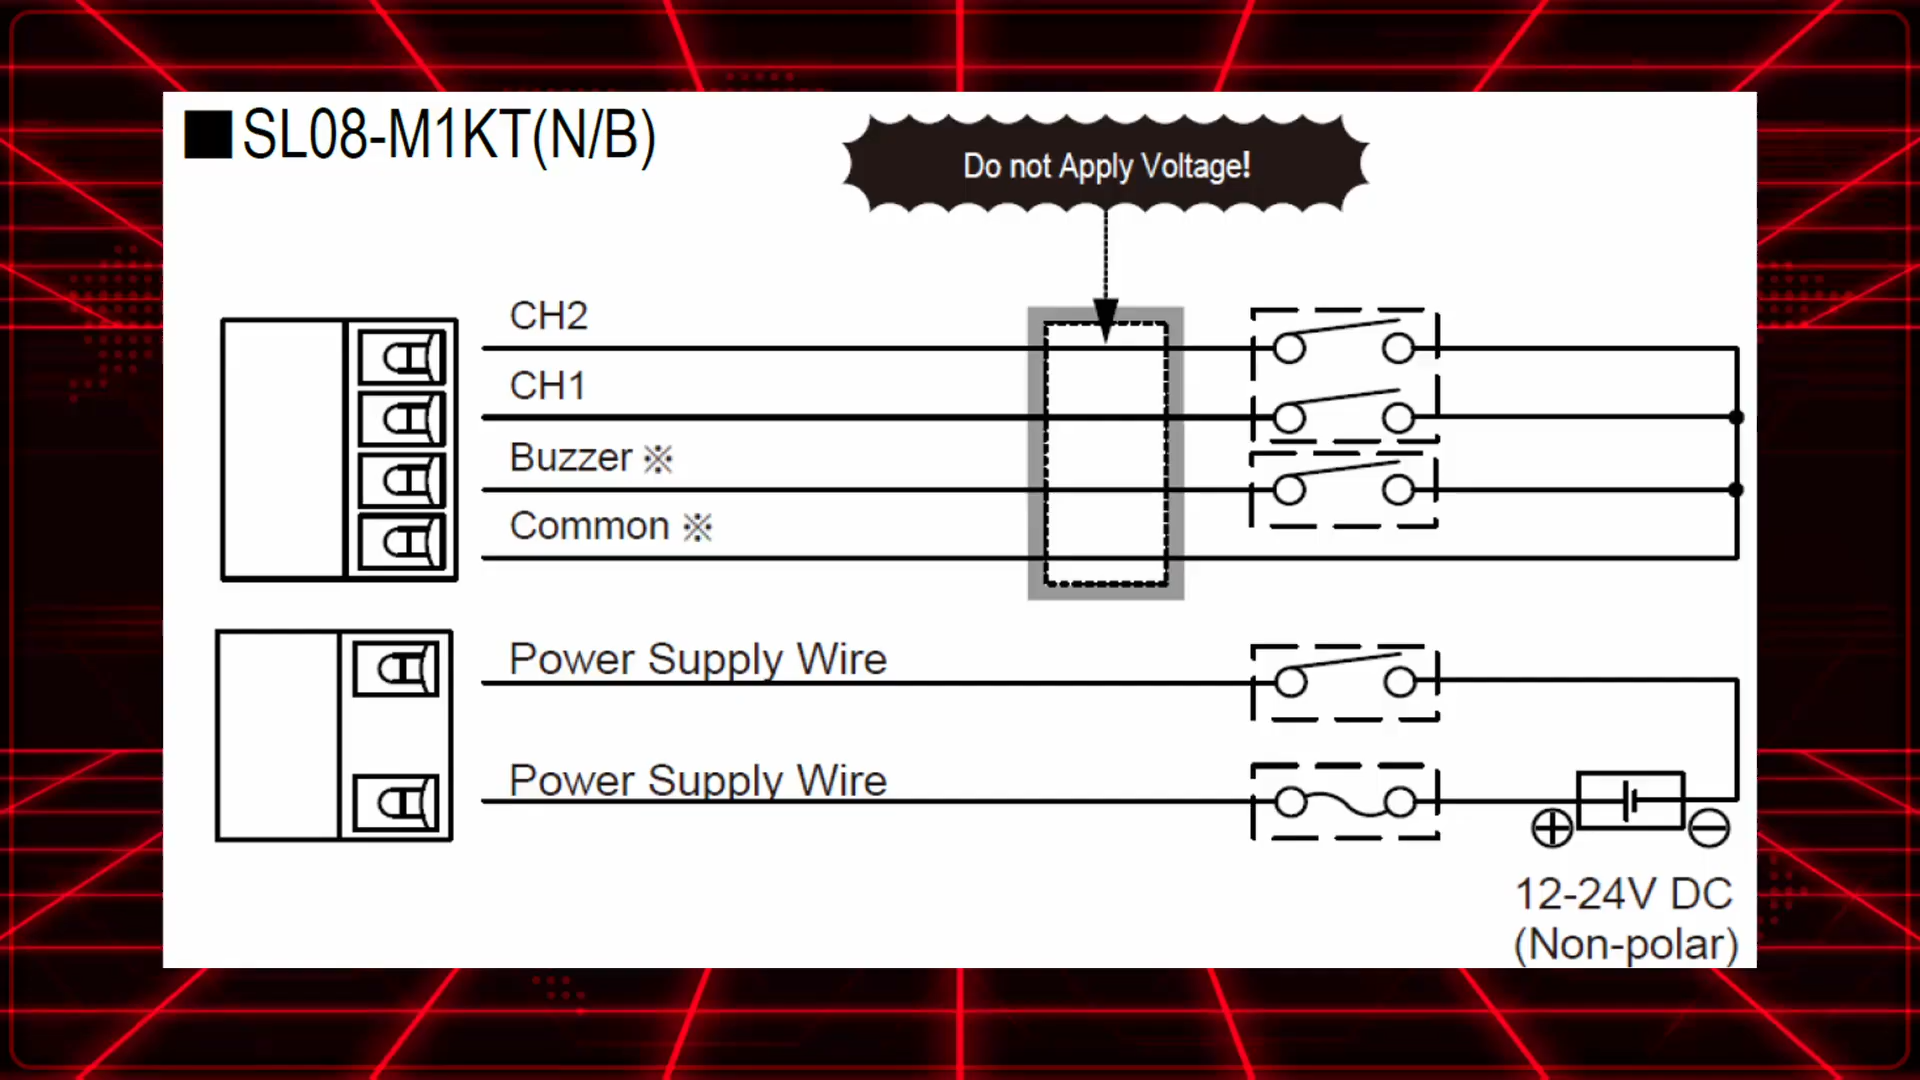 ■SL08-M1KT(N/B)
Do not Apply Voltage!
CH2
CH1
Buzzer ※
Common ※
Power Supply Wire
Power Supply Wire
12-24V DC
(Non-polar)